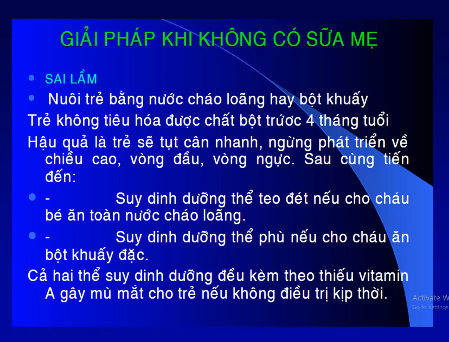 GIẢI PHÁP KHI KHÔNG CÓ SỮA MẸ
SAI LẦM
Nuôi trẻ bằng nước cháo loãng hay bột khuấy
Trẻ không tiêu hóa được chất bột trước 4 tháng tuổi
Hậu quả là trẻ sẽ tụt cân nhanh, ngừng phát triển về
chiều cao, vòng đầu, vòng ngực. Sau cùng tiến
đến:
- Suy dinh dưỡng thể teo đét nếu cho cháu
bé ăn toàn nước cháo loãng.
- Suy dinh dưỡng thể phù nếu cho cháu ăn
bột khuấy đặc.
Cả hai thể suy dinh dưỡng đều kèm theo thiếu vitamin
A gây mù mắt cho trẻ nếu không điều trị kịp thời.
Activate W